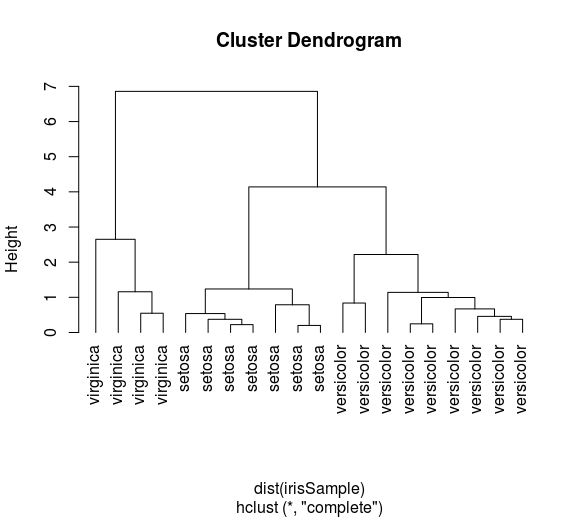 Cluster Dendrogram
Height
7
6
5
4
3
2
1
0
virginica
virginica
virginica
virginica
setosa
setosa
setosa
setosa
setosa
setosa
setosa
versicolor
versicolor
versicolor
versicolor
versicolor
versicolor
versicolor
versicolor
versicolor
dist(irisSample)
hclust (*, "complete")